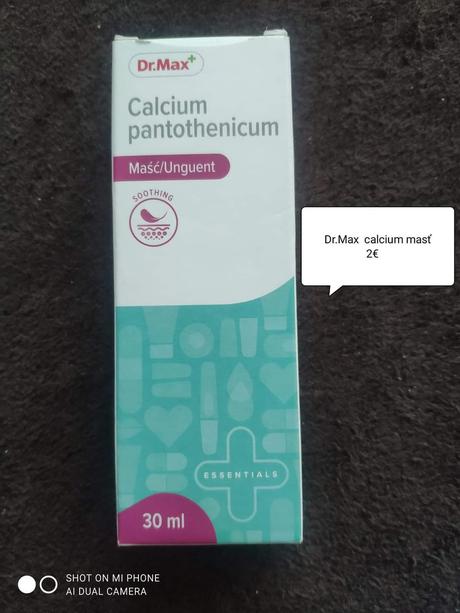 Dr.Max+
Calcium
pantothenicum
Maść/Unguent
SOOTHING
Dr.Max calcium masť
2€
ESSENTIALS
30 ml
SHOT ON MI PHONE
AI DUAL CAMERA